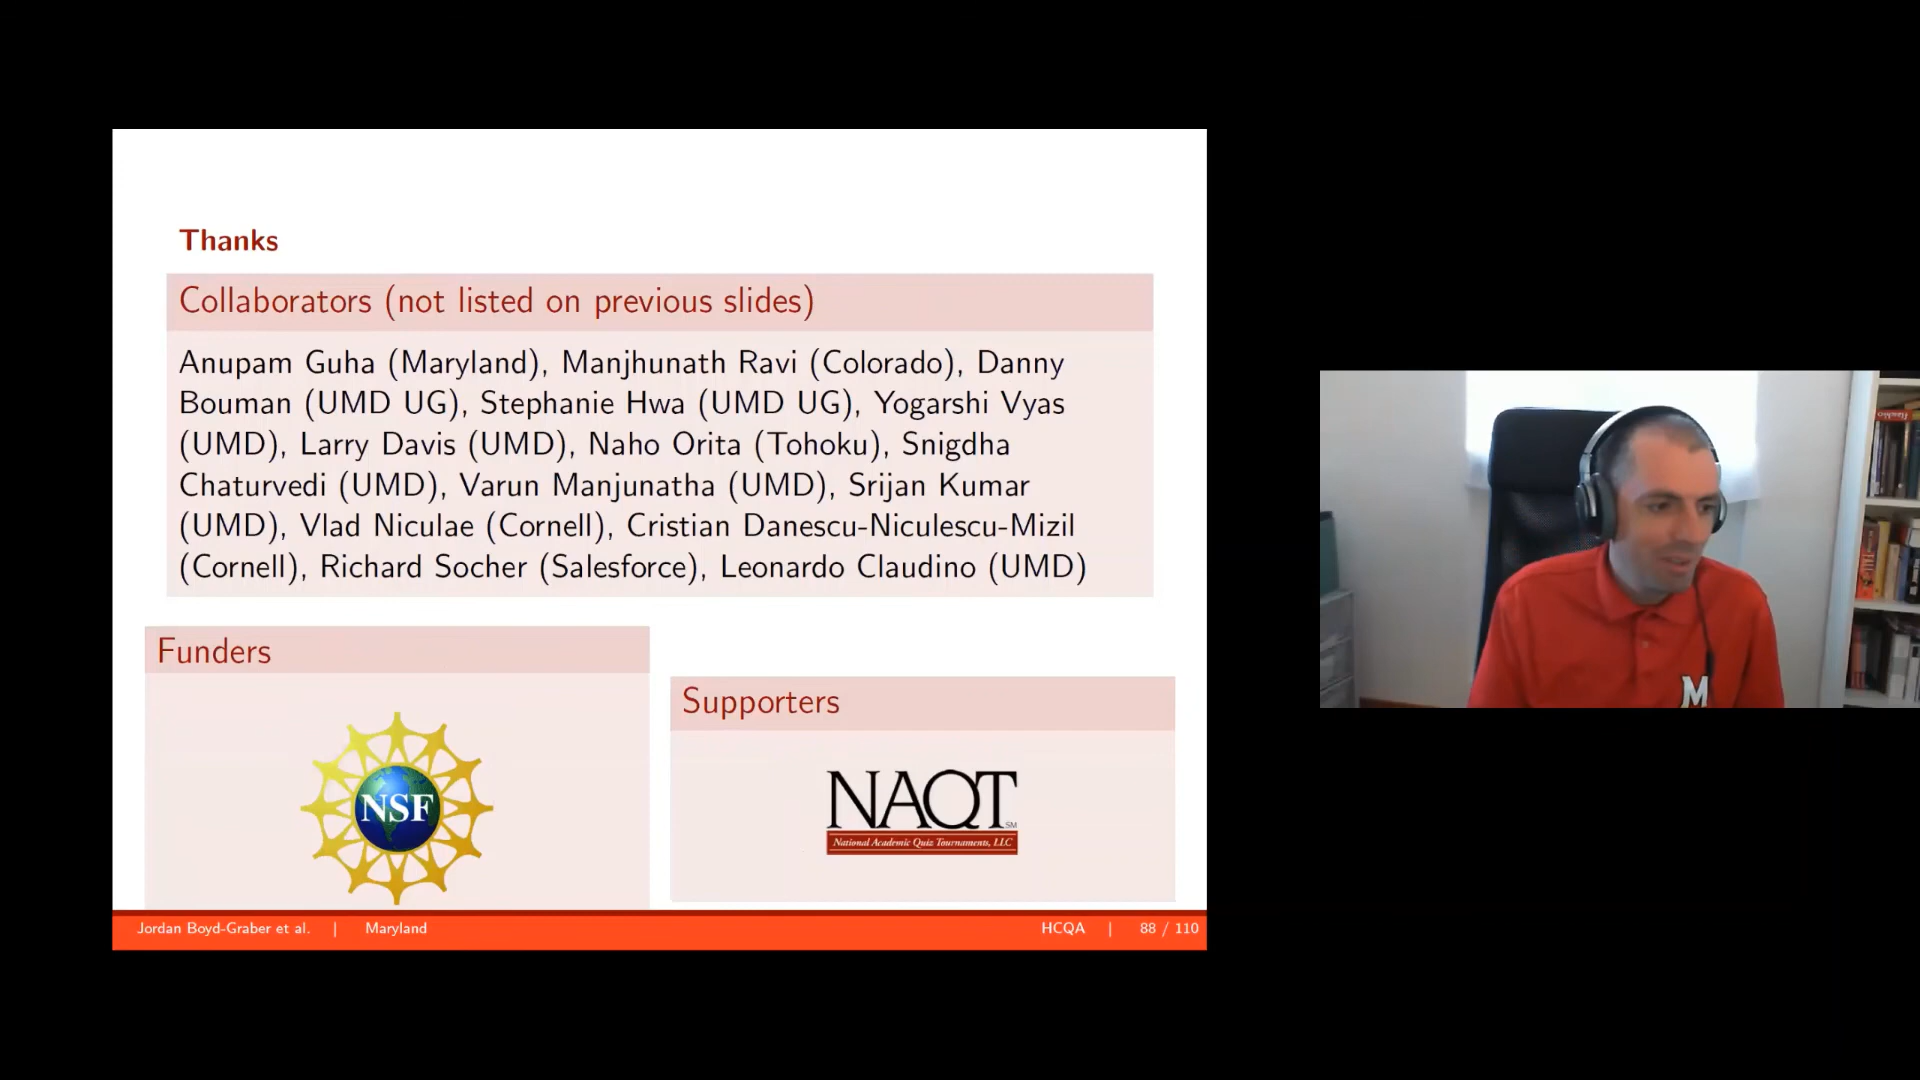 Thanks
Collaborators (not listed on previous slides)
Anupam Guha (Maryland), Manjhunath Ravi (Colorado), Danny
Bouman (UMD UG), Stephanie Hwa (UMD UG), Yogarshi Vyas
(UMD), Larry Davis (UMD), Naho Orita (Tohoku), Snigdha
Chaturvedi (UMD), Varun Manjunatha (UMD), Srijan Kumar
(UMD), Vlad Niculae (Cornell), Cristian Danescu-Niculescu-Mizil
(Cornell), Richard Socher (Salesforce), Leonardo Claudino (UMD)
Funders
NSF
Supporters
NAQT SM
National Academic Quiz Tournaments, LLC
Jordan Boyd-Graber et al. | Maryland
HCQA | 88 / 110
M